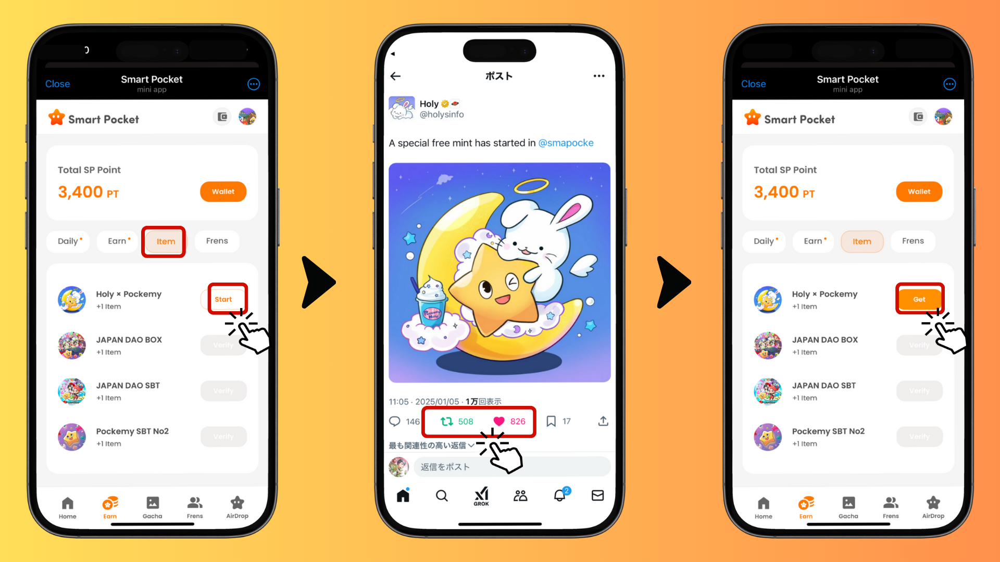 Close
Smart Pocket
mini app
Smart Pocket
Total SP Point
3,400 PT
Wallet
Daily
Earn
Item
Frens
Holy × Pockemy
+1 Item
Start
JAPAN DAO BOX
+1 Item
Verify
JAPAN DAO SBT
+1 Item
Verify
Pockemy SBT No2
+1 Item
Verify
Home
Earn
Gacha
Frens
AirDrop
ポスト
Holy
@holysinfo
A special free mint has started in @smapocke
Pockemy
Holy
11:05 · 2025/01/05 · 1万回表示
146
508
826
17
最も関連性の高い返信
返信をポスト
GROK
2
Close
Smart Pocket
mini app
Smart Pocket
Total SP Point
3,400 PT
Wallet
Daily
Earn
Item
Frens
Holy × Pockemy
+1 Item
Get
JAPAN DAO BOX
+1 Item
Verify
JAPAN DAO SBT
+1 Item
Verify
Pockemy SBT No2
+1 Item
Verify
Home
Earn
Gacha
Frens
AirDrop